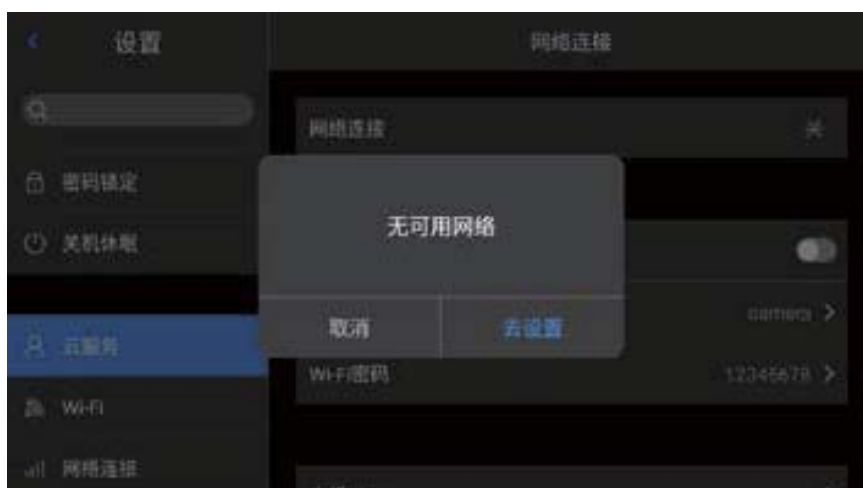 设置
网络连接
网络连接
关
密码锁定
关机休眠
无可用网络
取消
去设置
camera
云服务
Wi-Fi密码
12345678
Wi-Fi
网络连接